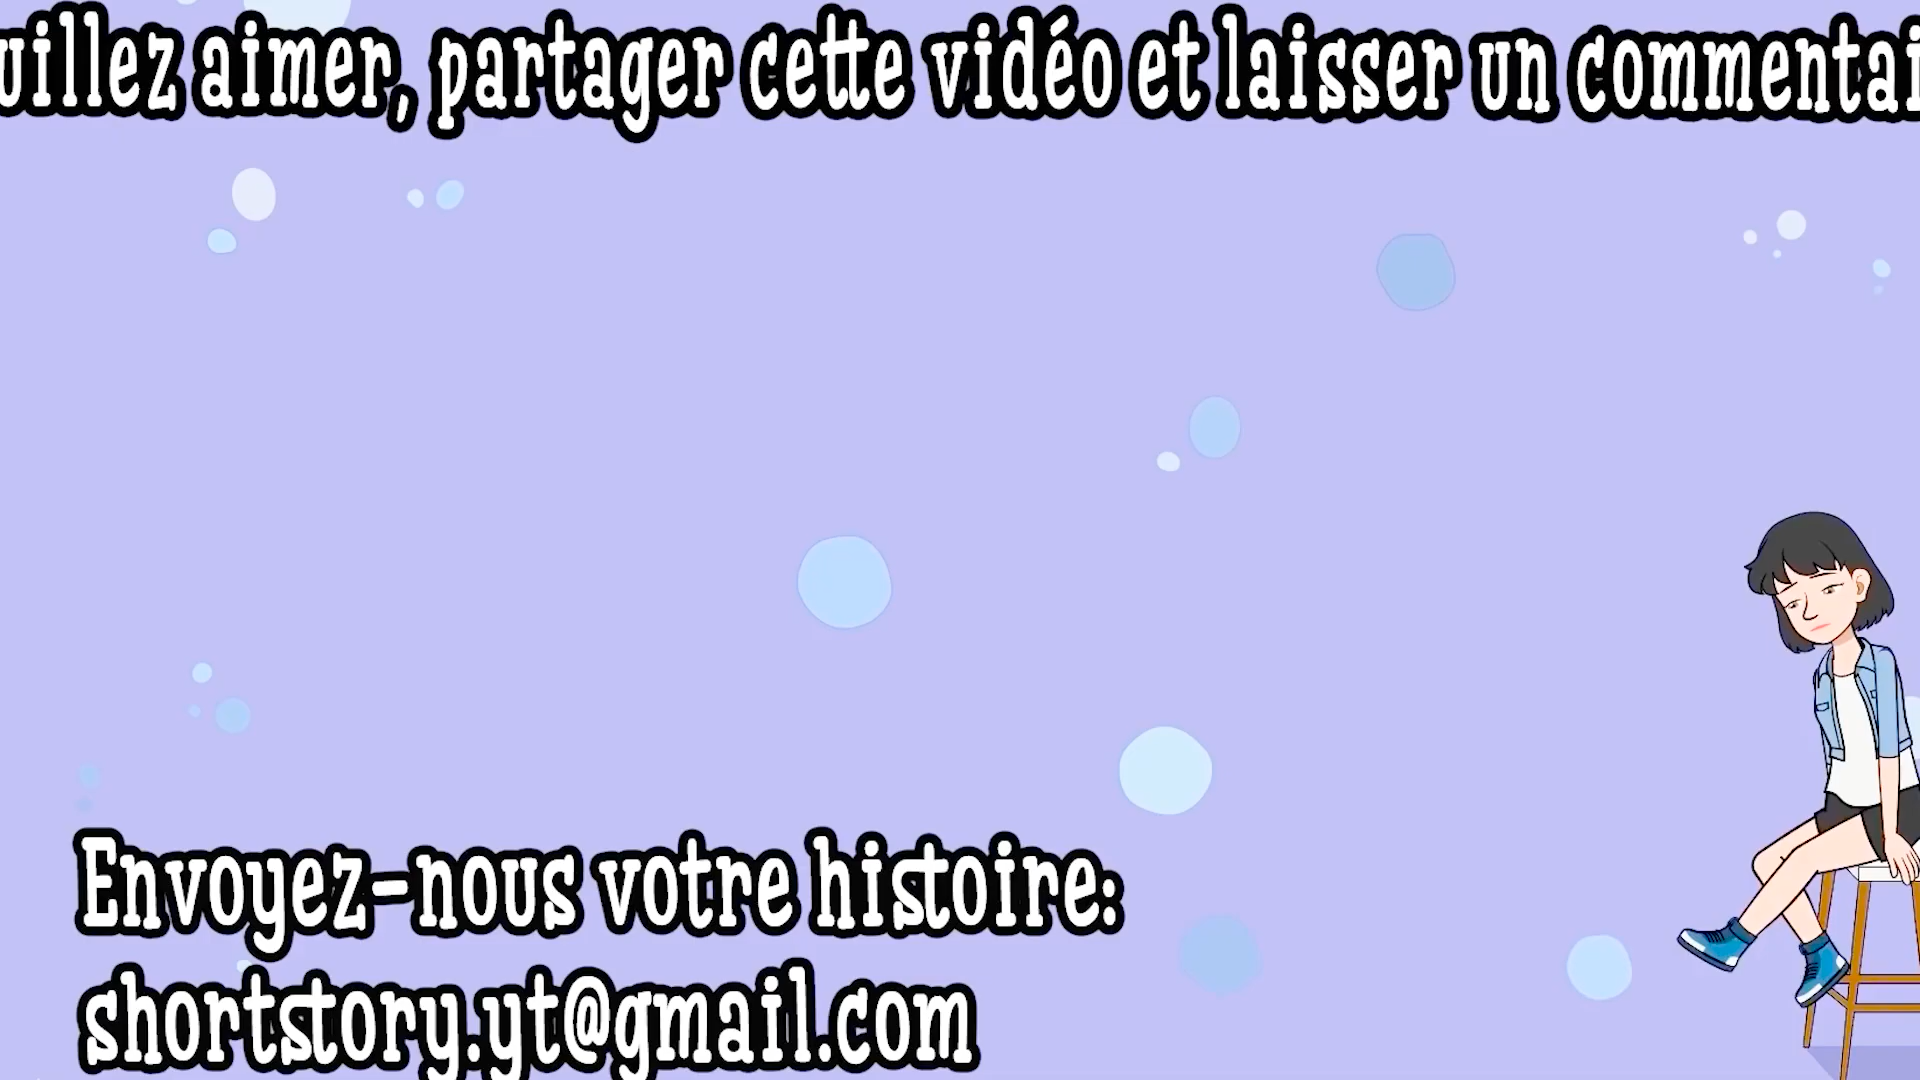 uillez aimer, partager cette vidéo et laisser un commentai
Envoyez-nous votre histoire:
shortstory.yt@gmail.com